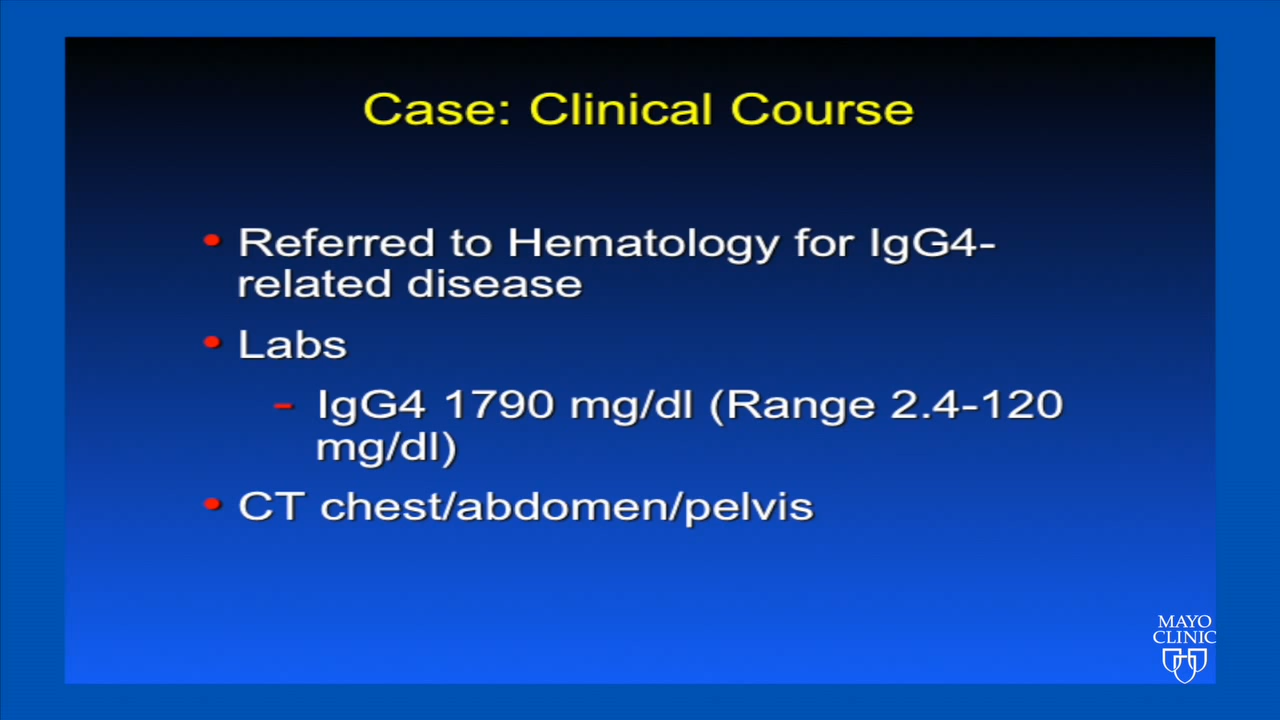 Case: Clinical Course
• Referred to Hematology for IgG4-
related disease
• Labs
– IgG4 1790 mg/dl (Range 2.4-120
mg/dl)
• CT chest/abdomen/pelvis
MAYO
CLINIC